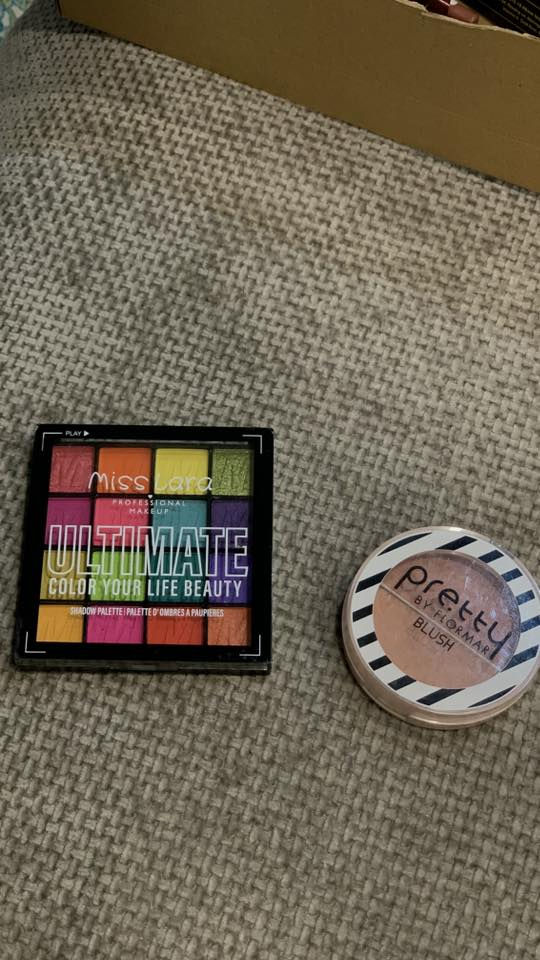 PLAY ▶
Miss Lara
PROFESSIONAL
MAKEUP
ULTIMATE
COLOR YOUR LIFE BEAUTY
SHADOW PALETTE | PALETTE D'OMBRES A PAUPIERES
pretty
BY FLORMAR
BLUSH